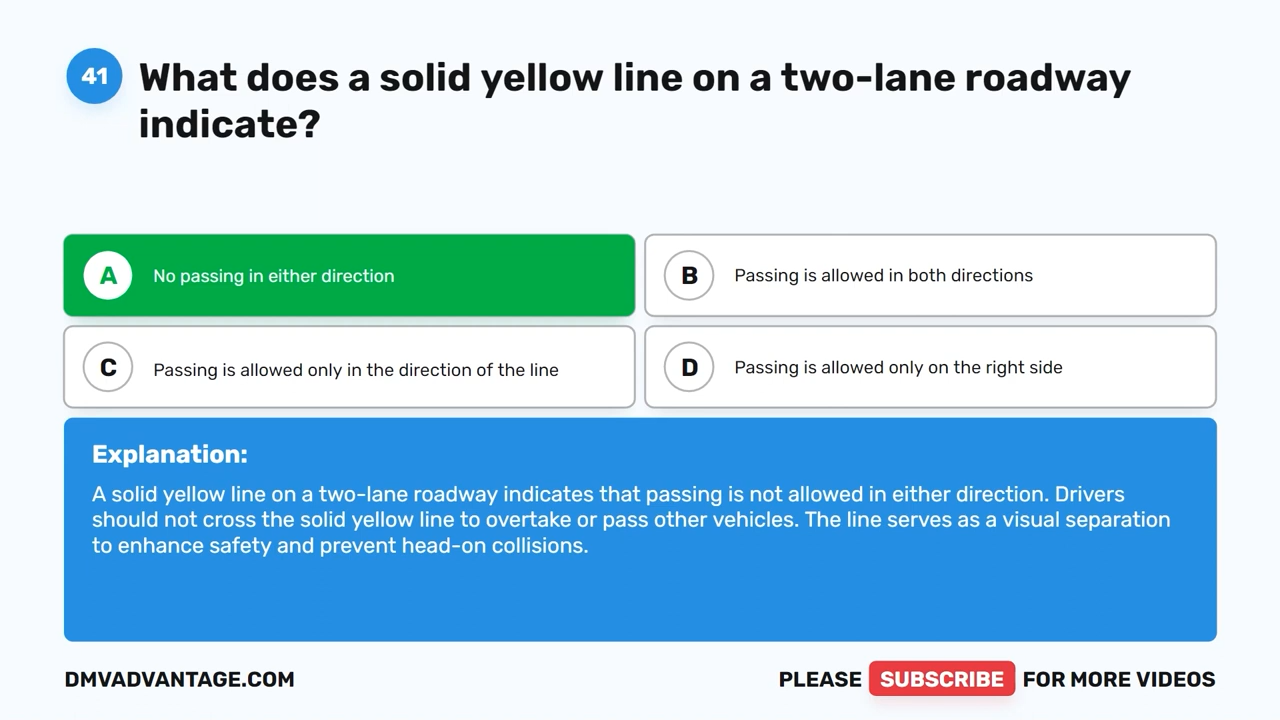 41
What does a solid yellow line on a two-lane roadway
indicate?
A No passing in either direction
B Passing is allowed in both directions
C Passing is allowed only in the direction of the line
D Passing is allowed only on the right side
Explanation:
A solid yellow line on a two-lane roadway indicates that passing is not allowed in either direction. Drivers
should not cross the solid yellow line to overtake or pass other vehicles. The line serves as a visual separation
to enhance safety and prevent head-on collisions.
DMVADVANTAGE.COM
PLEASE SUBSCRIBE FOR MORE VIDEOS